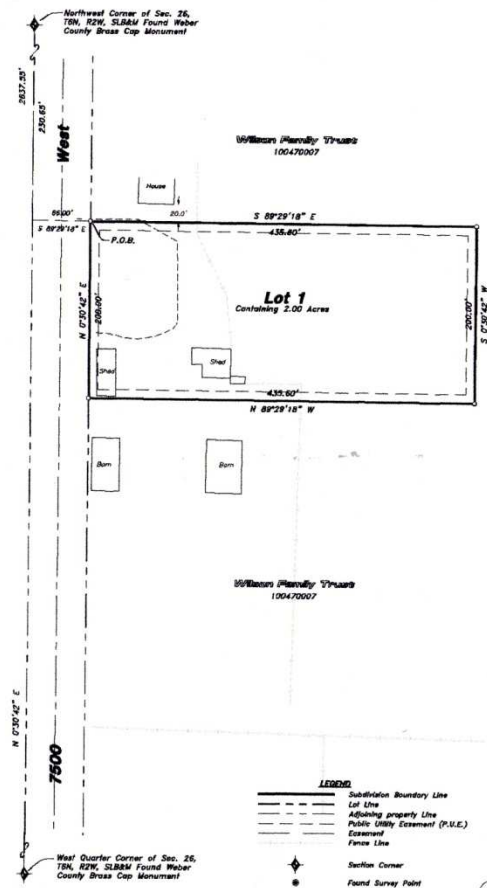 Northwest Corner of Sec. 26,
T6N, R2W, SLB&M Found Weber
County Brass Cap Monument
2637.55'
230.65'
West
Wilson Family Trust
100470007
House
66.00'
S 89°29'18" E
20.0'
S 89°29'18" E
435.60'
P.O.B.
Lot 1
Containing 2.00 Acres
N 0°30'42" E
200.00'
200.00'
S 0°30'42" W
Shed
Shed
435.60'
N 89°29'18" W
Barn
Barn
Wilson Family Trust
100470007
N 0°30'42" E
7500
West Quarter Corner of Sec. 26,
T6N, R2W, SLB&M Found Weber
County Brass Cap Monument
LEGEND
Subdivision Boundary Line
Lot Line
Adjoining property Line
Public Utility Easement (P.U.E.)
Easement
Fence Line
Section Corner
Found Survey Point